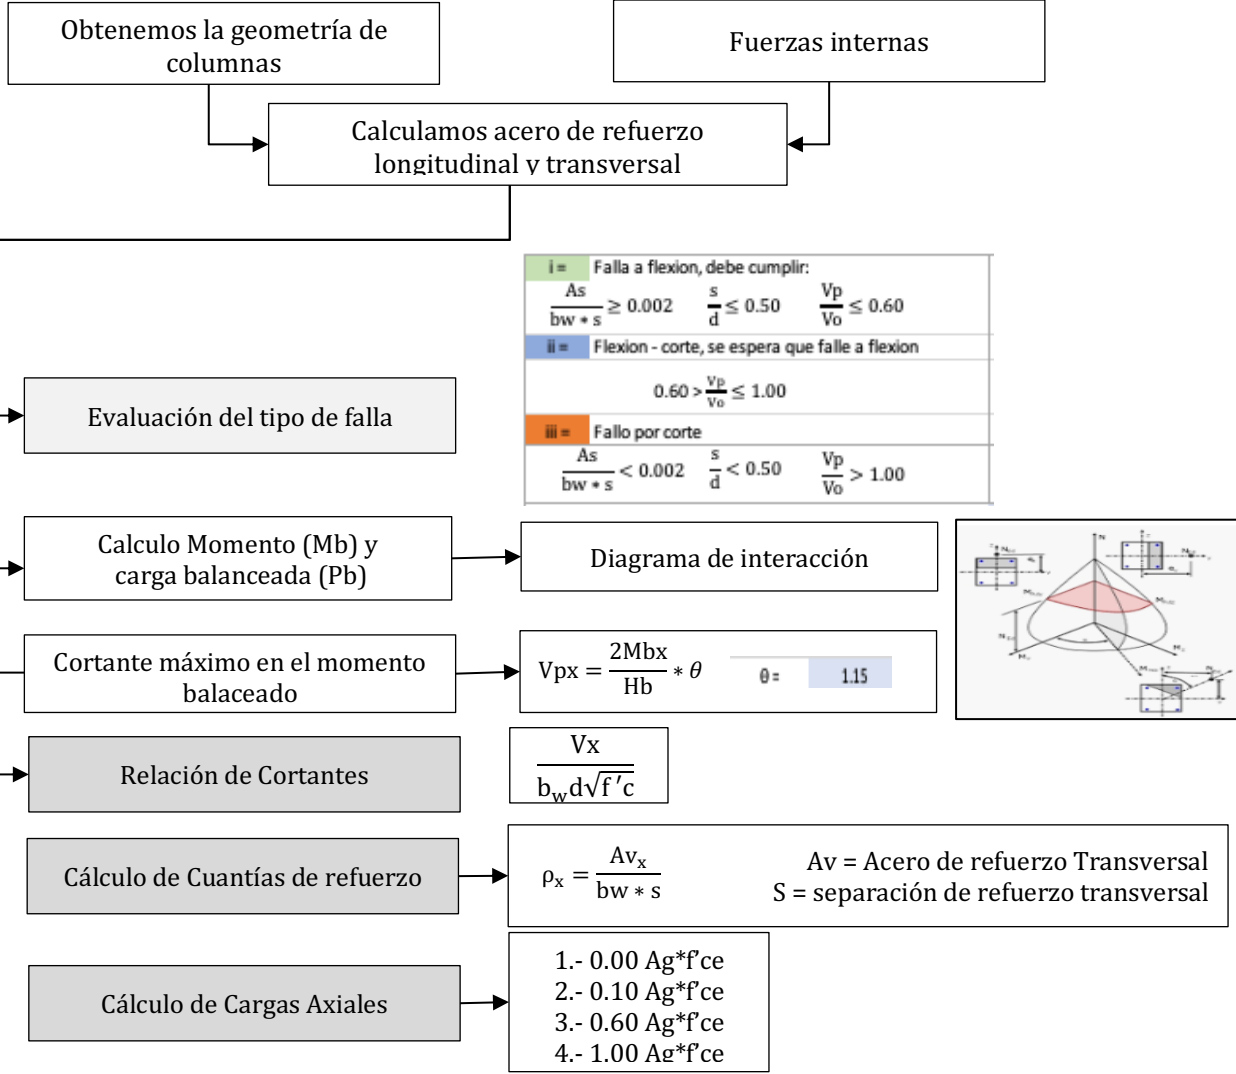 Obtenemos la geometría de
columnas
Fuerzas internas
Calculamos acero de refuerzo
longitudinal y transversal
i = Falla a flexion, debe cumplir:
As/(bw ∗ s) ≥ 0.002 s/d ≤ 0.50 Vp/Vo ≤ 0.60
ii = Flexion - corte, se espera que falle a flexion
0.60 > Vp/Vo ≤ 1.00
iii = Fallo por corte
As/(bw ∗ s) < 0.002 s/d < 0.50 Vp/Vo > 1.00
Evaluación del tipo de falla
Calculo Momento (Mb) y
carga balanceada (Pb)
Diagrama de interacción
Cortante máximo en el momento
balaceado
Vpx = 2Mbx/Hb ∗ θ θ = 1.15
Relación de Cortantes
Vx/(b_w d√f ′c)
Cálculo de Cuantías de refuerzo
ρ_x = Av_x/(bw ∗ s)
Av = Acero de refuerzo Transversal
S = separación de refuerzo transversal
Cálculo de Cargas Axiales
1.- 0.00 Ag*f’ce
2.- 0.10 Ag*f’ce
3.- 0.60 Ag*f’ce
4.- 1.00 Ag*f’ce